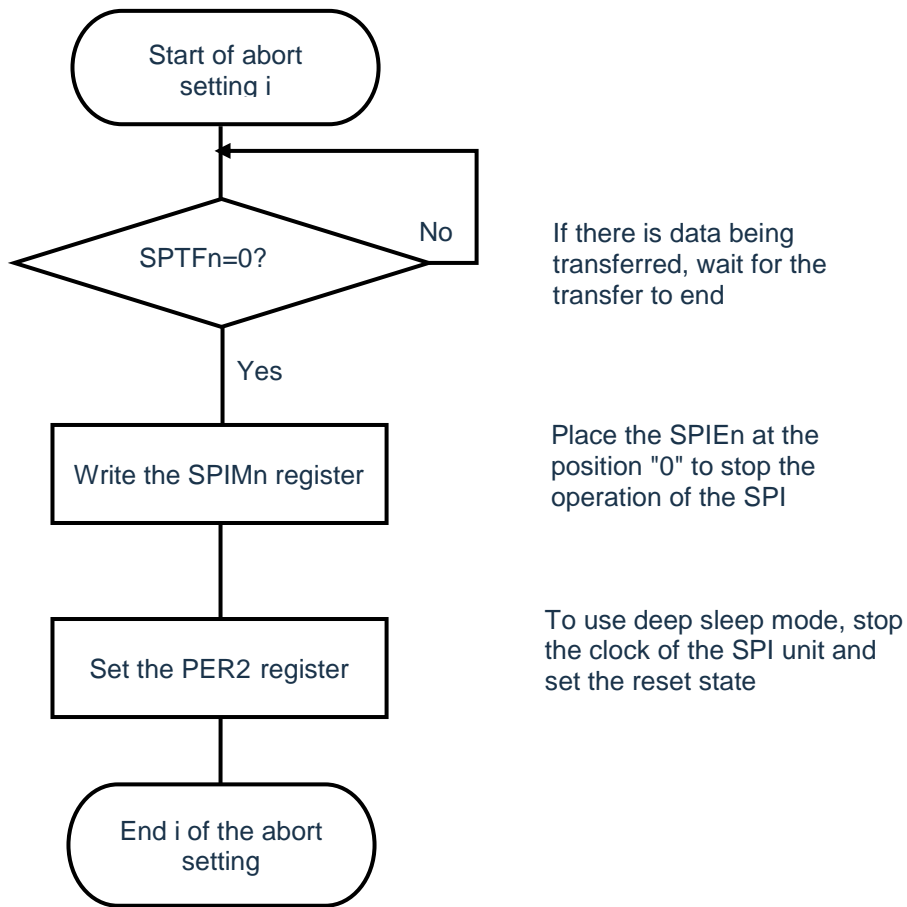 Start of abort
setting i
No
SPTFn=0?
If there is data being
transferred, wait for the
transfer to end
Yes
Write the SPIMn register
Place the SPIEn at the
position "0" to stop the
operation of the SPI
Set the PER2 register
To use deep sleep mode, stop
the clock of the SPI unit and
set the reset state
End i of the abort
setting